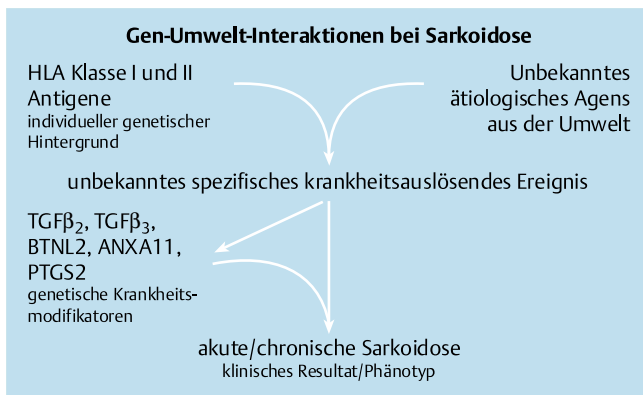 Gen-Umwelt-Interaktionen bei Sarkoidose
HLA Klasse I und II
Antigene
individueller genetischer
Hintergrund
Unbekanntes
ätiologisches Agens
aus der Umwelt
unbekanntes spezifisches krankheitsauslösendes Ereignis
TGFβ₂, TGFβ₃,
BTNL2, ANXA11,
PTGS2
genetische Krankheits-
modifikatoren
akute/chronische Sarkoidose
klinisches Resultat/Phänotyp